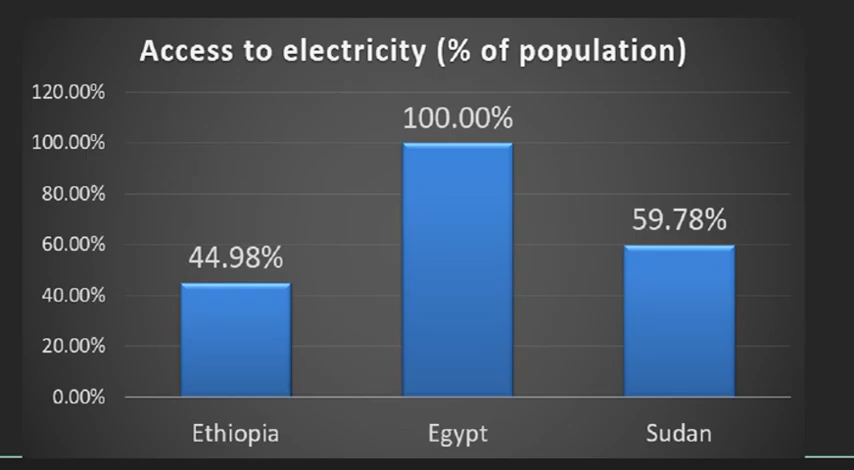 Access to electricity (% of population)
120.00%
100.00%
80.00%
60.00%
40.00%
20.00%
0.00%
44.98%
100.00%
59.78%
Ethiopia
Egypt
Sudan